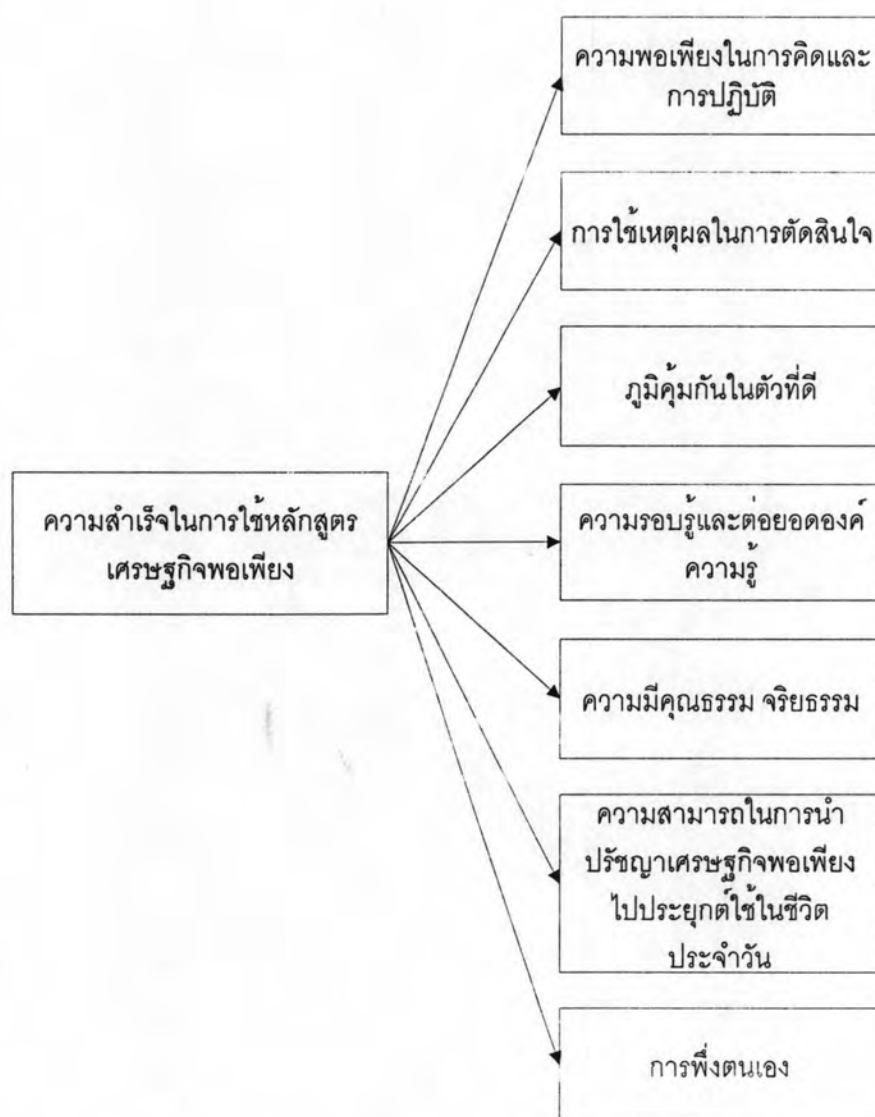 ความพอเพียงในการคิดและ
การปฏิบัติ
การใช้เหตุผลในการตัดสินใจ
ภูมิคุ้มกันในตัวที่ดี
ความสำเร็จในการใช้หลักสูตร
เศรษฐกิจพอเพียง
ความรอบรู้และต่อยอดองค์
ความรู้
ความมีคุณธรรม จริยธรรม
ความสามารถในการนำ
ปรัชญาเศรษฐกิจพอเพียง
ไปประยุกต์ใช้ในชีวิต
ประจำวัน
การพึ่งตนเอง